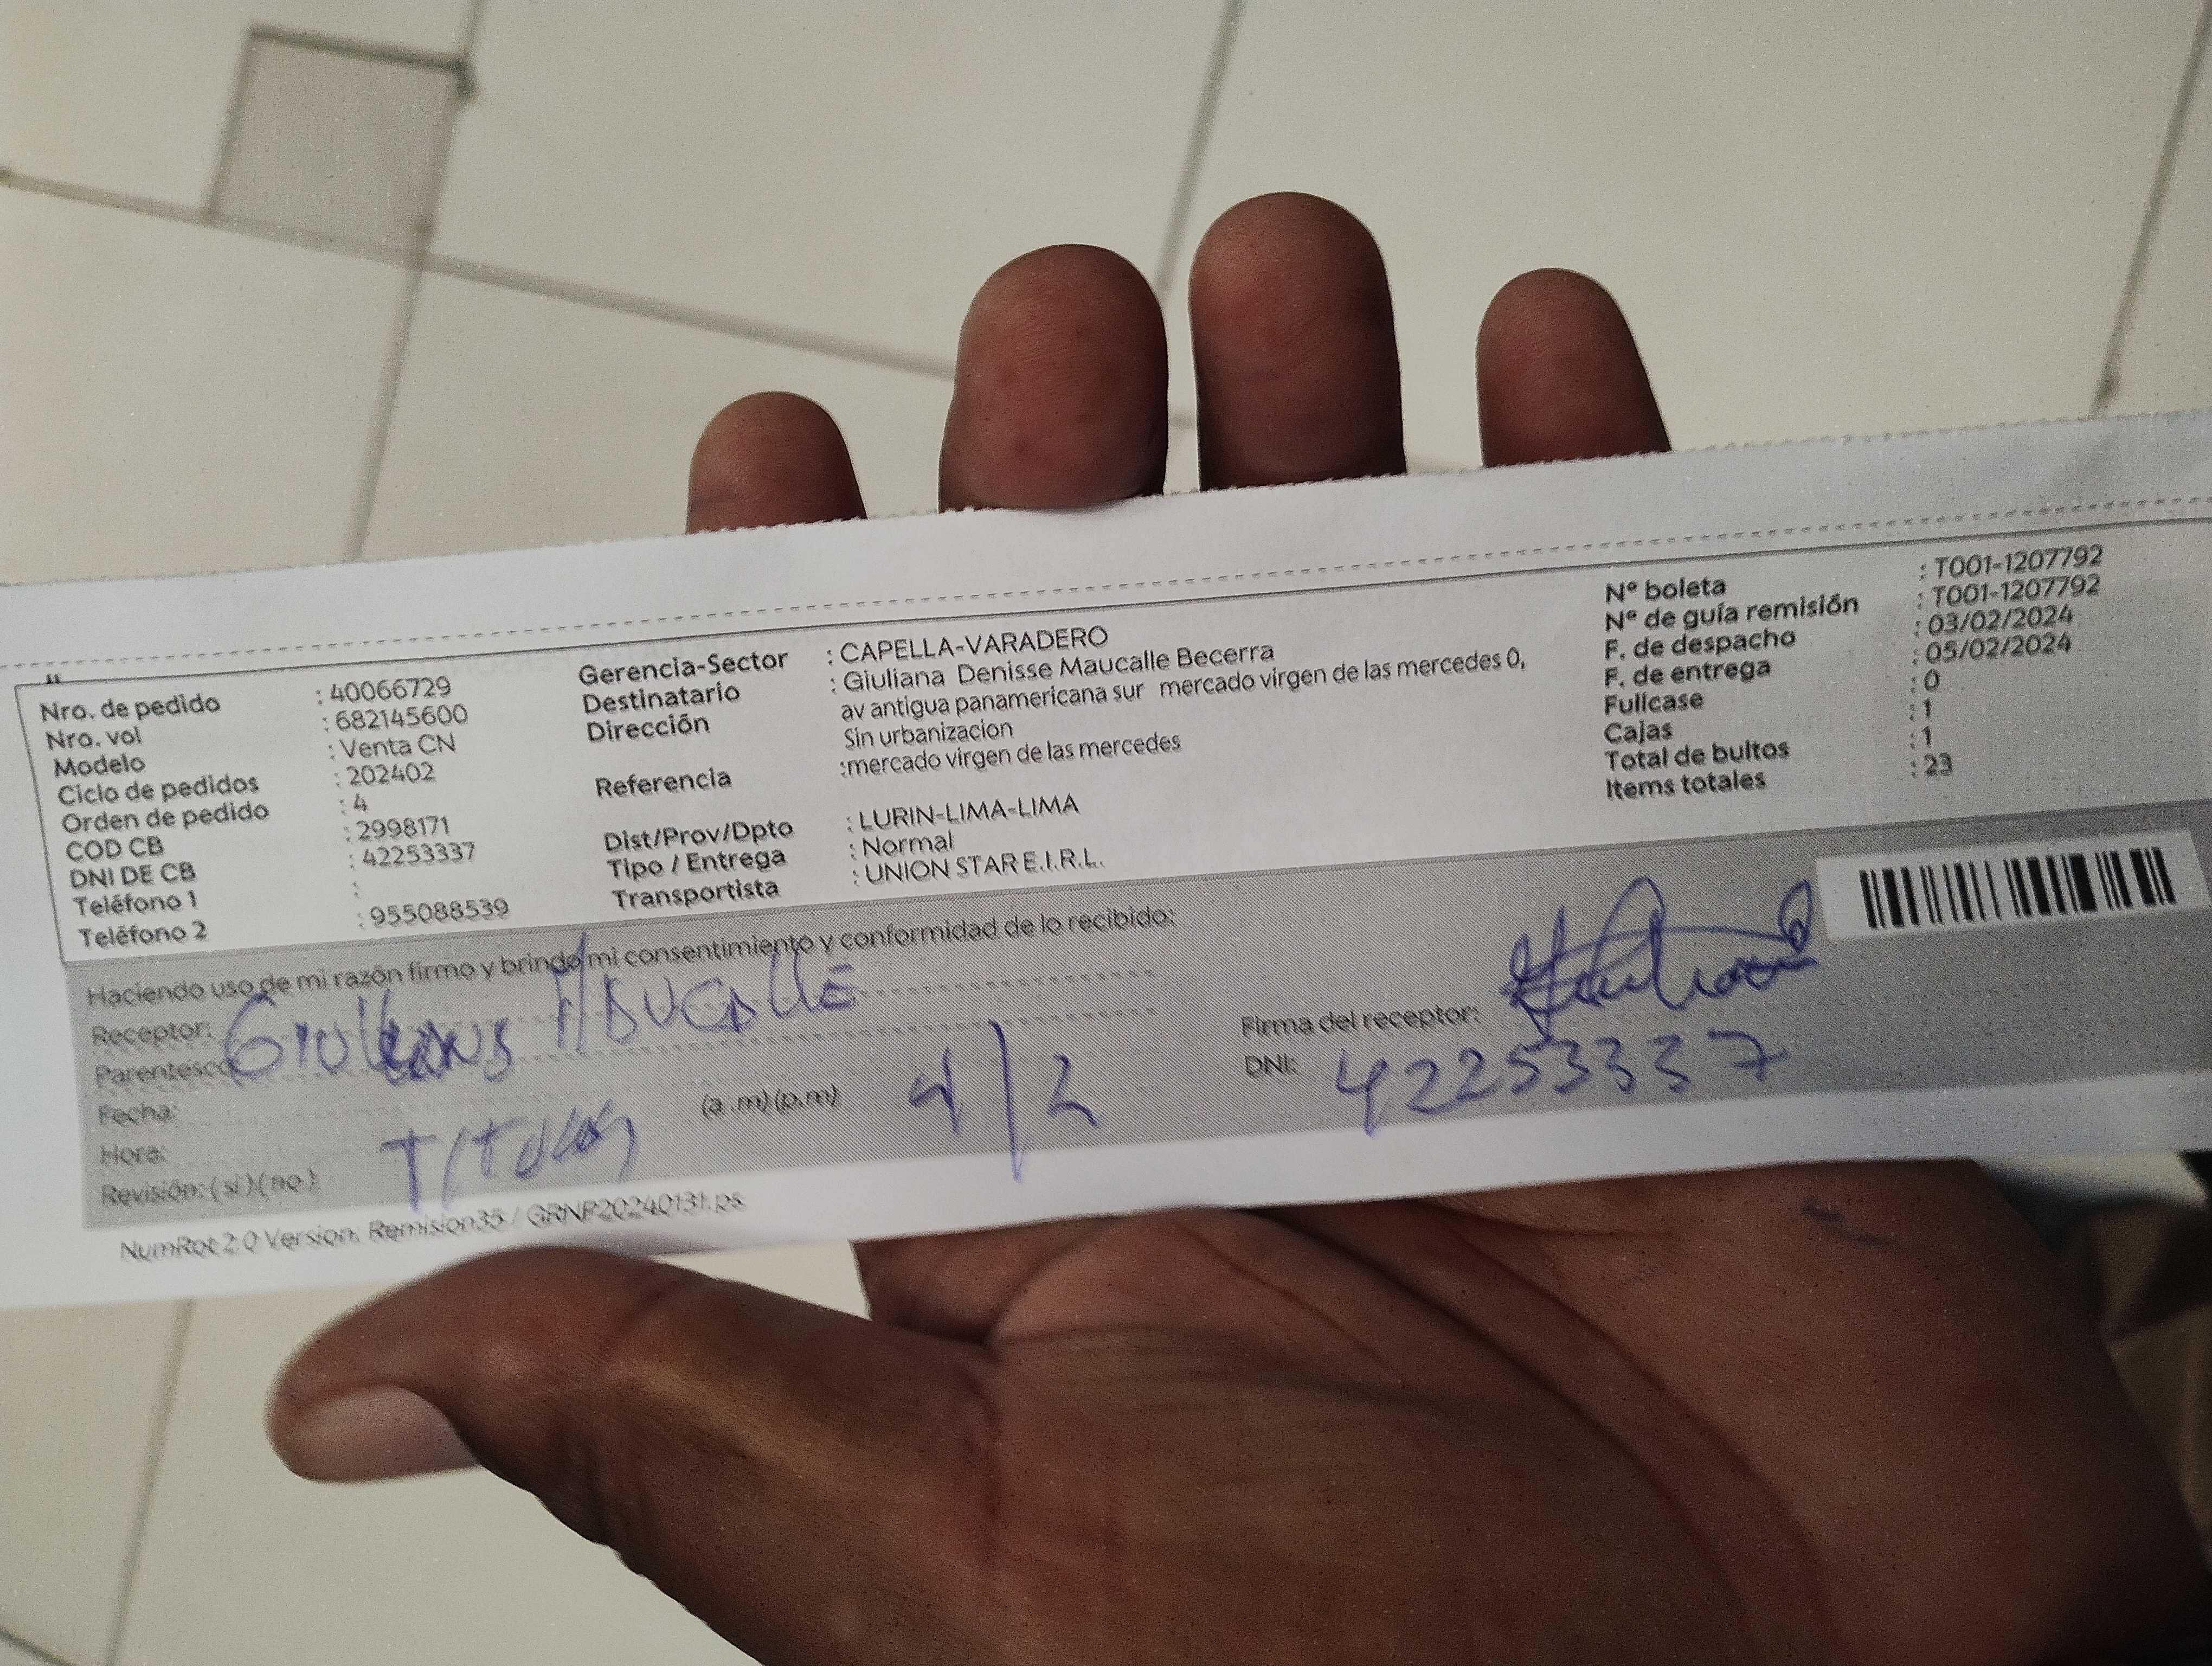 Nro. de pedido : 40066729
Nro. vol : 682145600
Modelo : Venta CN
Ciclo de pedidos : 202402
Orden de pedido : 4
COD CB : 2998171
DNI DE CB : 42253337
Teléfono 1 :
Teléfono 2 : 955088539
Gerencia-Sector : CAPELLA-VARADERO
Destinatario : Giuliana Denisse Maucalle Becerra
Dirección av antigua panamericana sur mercado virgen de las mercedes 0,
Sin urbanizacion
Referencia :mercado virgen de las mercedes
Dist/Prov/Dpto : LURIN-LIMA-LIMA
Tipo / Entrega : Normal
Transportista : UNION STAR E.I.R.L.
Nº boleta : T001-1207792
Nº de guía remisión : T001-1207792
F. de despacho : 03/02/2024
F. de entrega : 05/02/2024
Fullcase : 0
Cajas : 1
Total de bultos : 1
Items totales : 23
Haciendo uso de mi razón firmo y brindo mi consentimiento y conformidad de lo recibido:
Receptor: MAUCALLE
Parentesco
Fecha:
Hora: (a .m) (p.m)
Revisión: ( si ) ( no )
Firma del receptor:
DNI: 42253337
NumRot 2.0 Version. Remision35 / GRNP20240131.ps